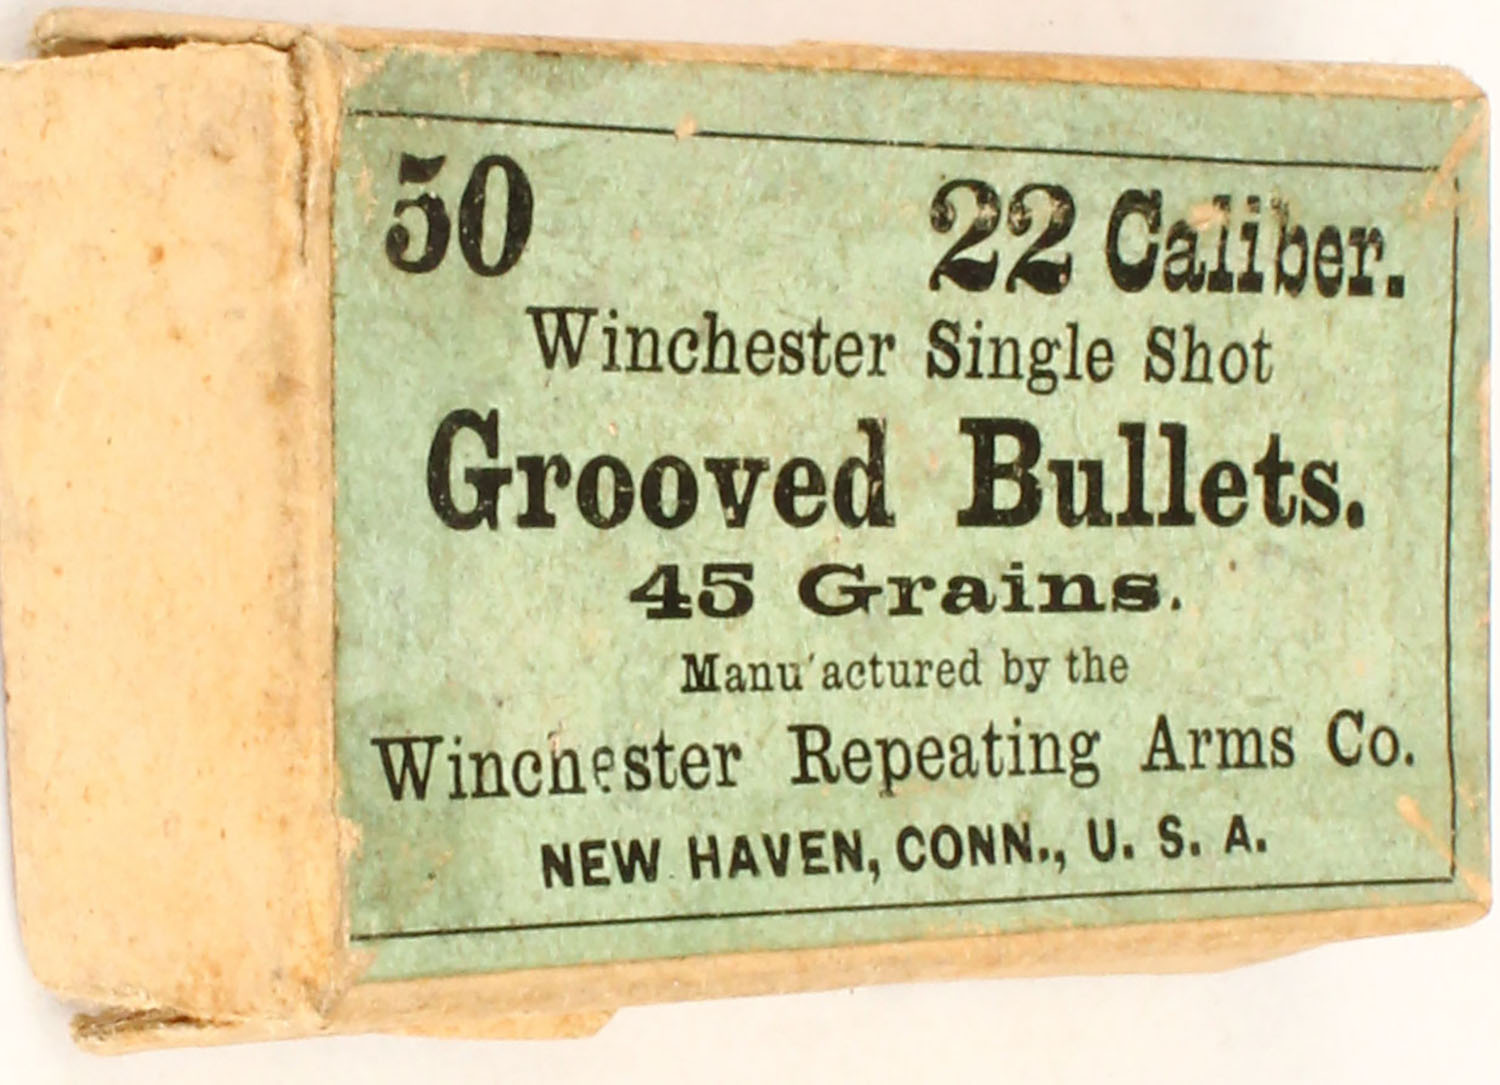 50 22 Caliber.
Winchester Single Shot
Grooved Bullets.
45 Grains.
Manu'actured by the
Winchester Repeating Arms Co.
NEW HAVEN, CONN., U. S. A.